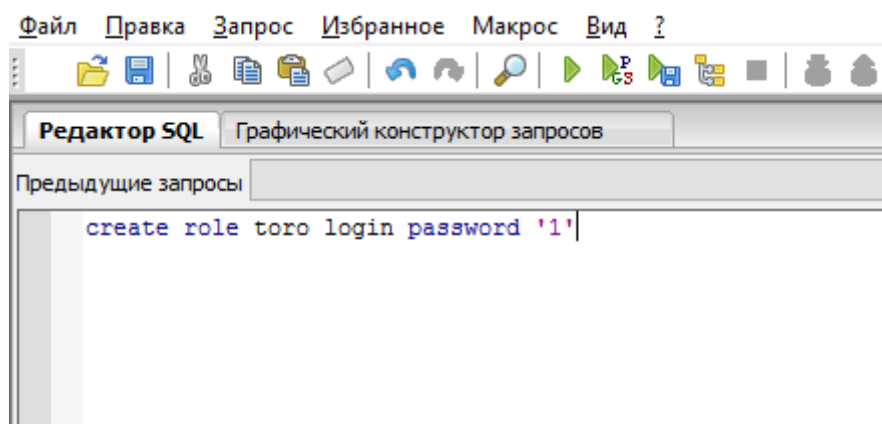 Файл Правка Запрос Избранное Макрос Вид ?
Редактор SQL Графический конструктор запросов
Предыдущие запросы
create role toro login password '1'